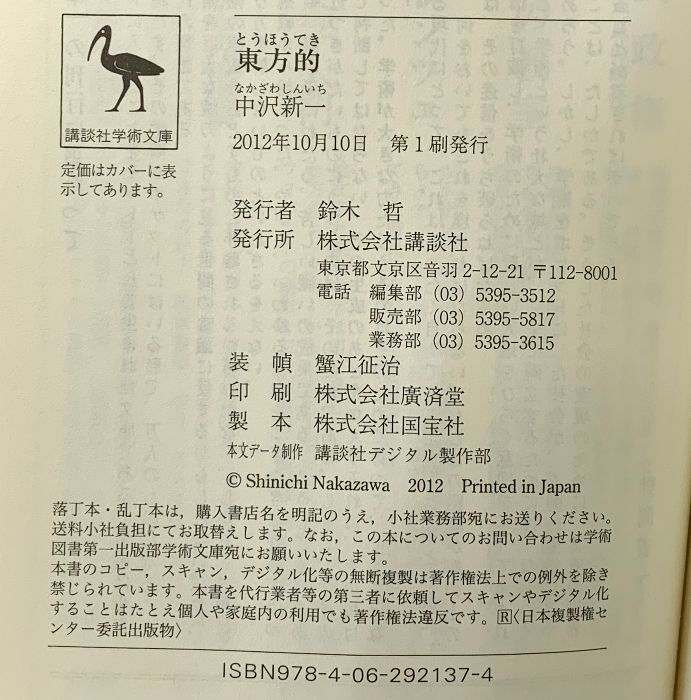 講談社学術文庫
定価はカバーに表
示してあります。
とうほうてき
東方的
なかざわしんいち
中沢新一
2012年10月10日　第1刷発行
発行者　鈴木　哲
発行所　株式会社講談社
東京都文京区音羽 2-12-21 〒112-8001
電話　編集部 (03) 5395-3512
販売部 (03) 5395-5817
業務部 (03) 5395-3615
装　幀　蟹江征治
印　刷　株式会社廣済堂
製　本　株式会社国宝社
本文データ制作　講談社デジタル製作部
© Shinichi Nakazawa　2012　Printed in Japan
落丁本・乱丁本は，購入書店名を明記のうえ，小社業務部宛にお送りください。
送料小社負担にてお取替えします。なお，この本についてのお問い合わせは学術
図書第一出版部学術文庫宛にお願いいたします。
本書のコピー，スキャン，デジタル化等の無断複製は著作権法上での例外を除き
禁じられています。本書を代行業者等の第三者に依頼してスキャンやデジタル化
することはたとえ個人や家庭内の利用でも著作権法違反です。Ⓡ〈日本複製権セ
ンター委託出版物〉
ISBN978-4-06-292137-4